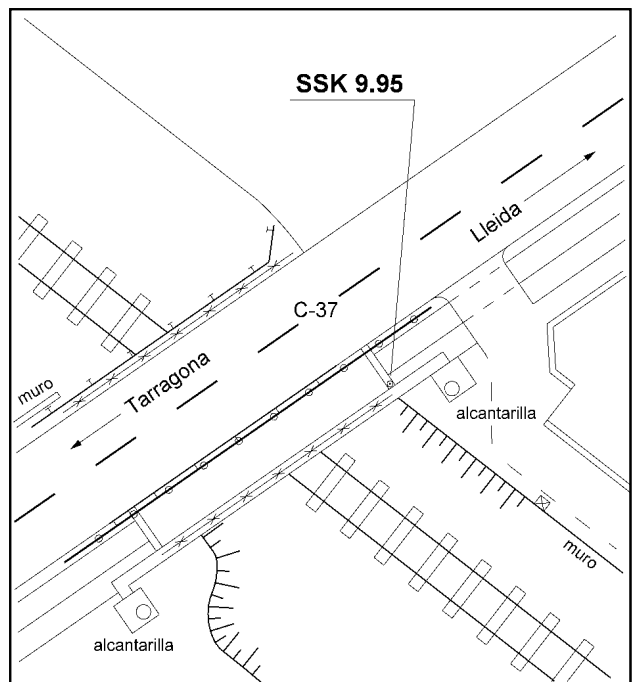 SSK 9.95
Lleida
C-37
Tarragona
muro
alcantarilla
muro
alcantarilla